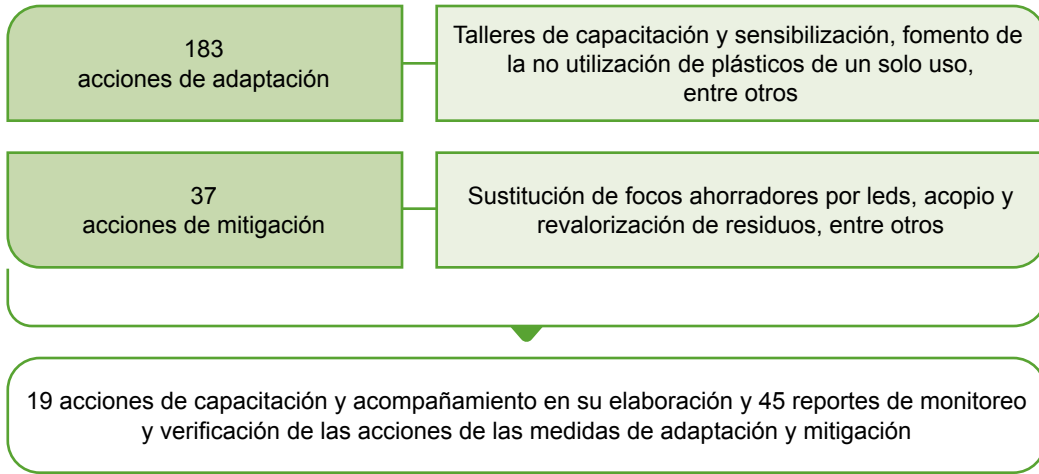 183
acciones de adaptación
Talleres de capacitación y sensibilización, fomento de
la no utilización de plásticos de un solo uso,
entre otros
37
acciones de mitigación
Sustitución de focos ahorradores por leds, acopio y
revalorización de residuos, entre otros
19 acciones de capacitación y acompañamiento en su elaboración y 45 reportes de monitoreo
y verificación de las acciones de las medidas de adaptación y mitigación